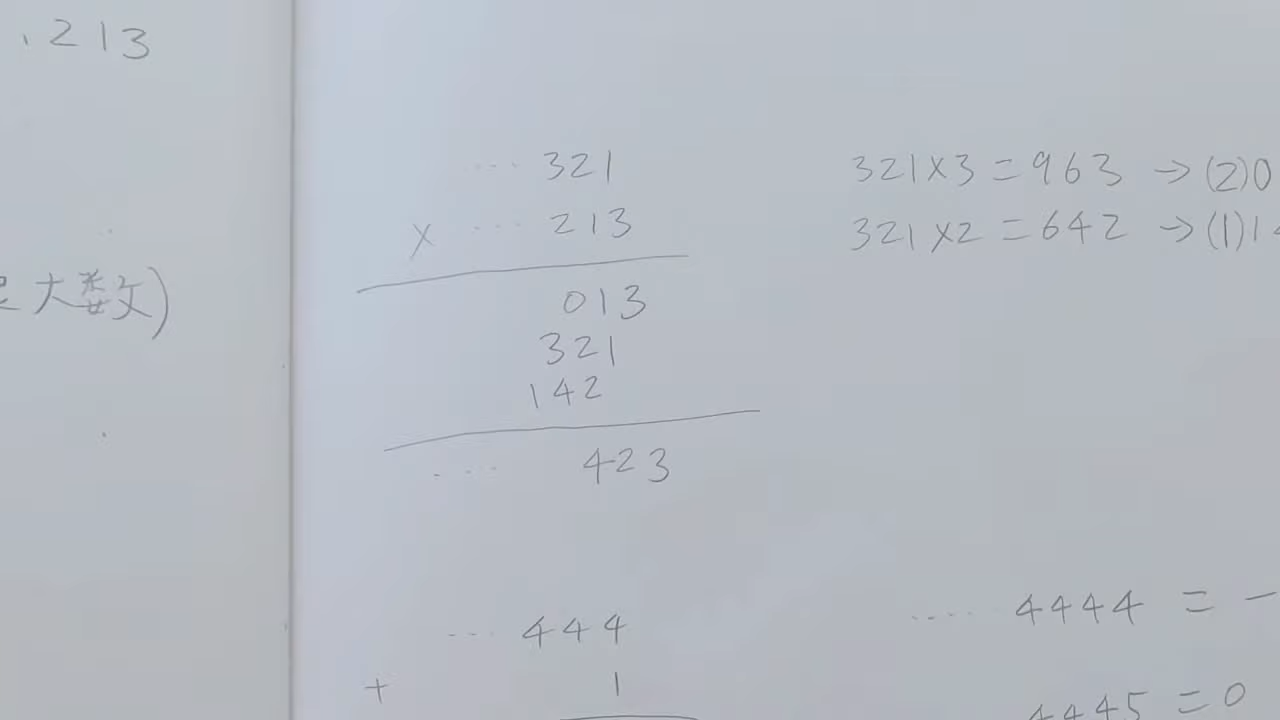 .213
大数)
... 321
× ... 213
013
321
142
... 423
321×3=963 →(2)0
321×2=642 →(1)1
... 444
+ 1
.... 4444 = -
4445 = 0